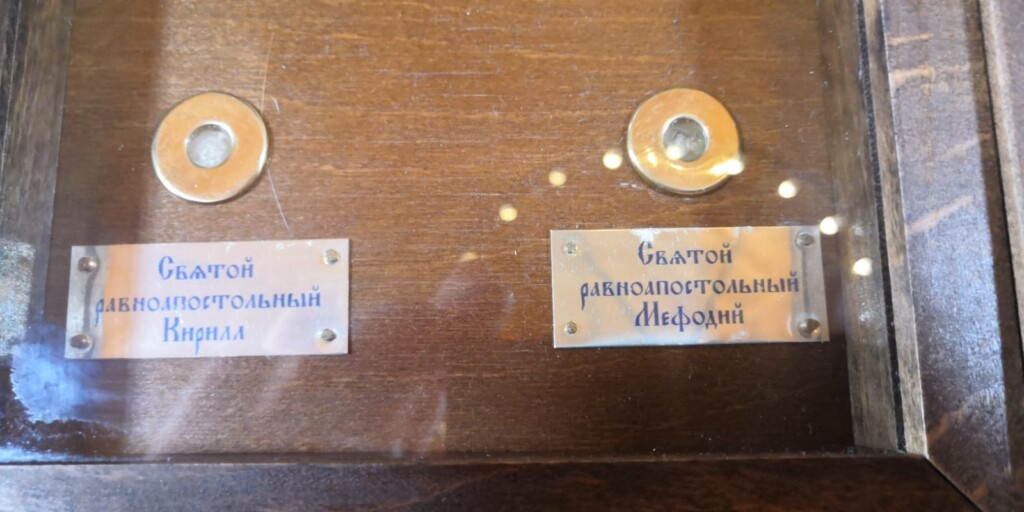 Святой
равноапостольный
Кирилл
Святой
равноапостольный
Мефодий